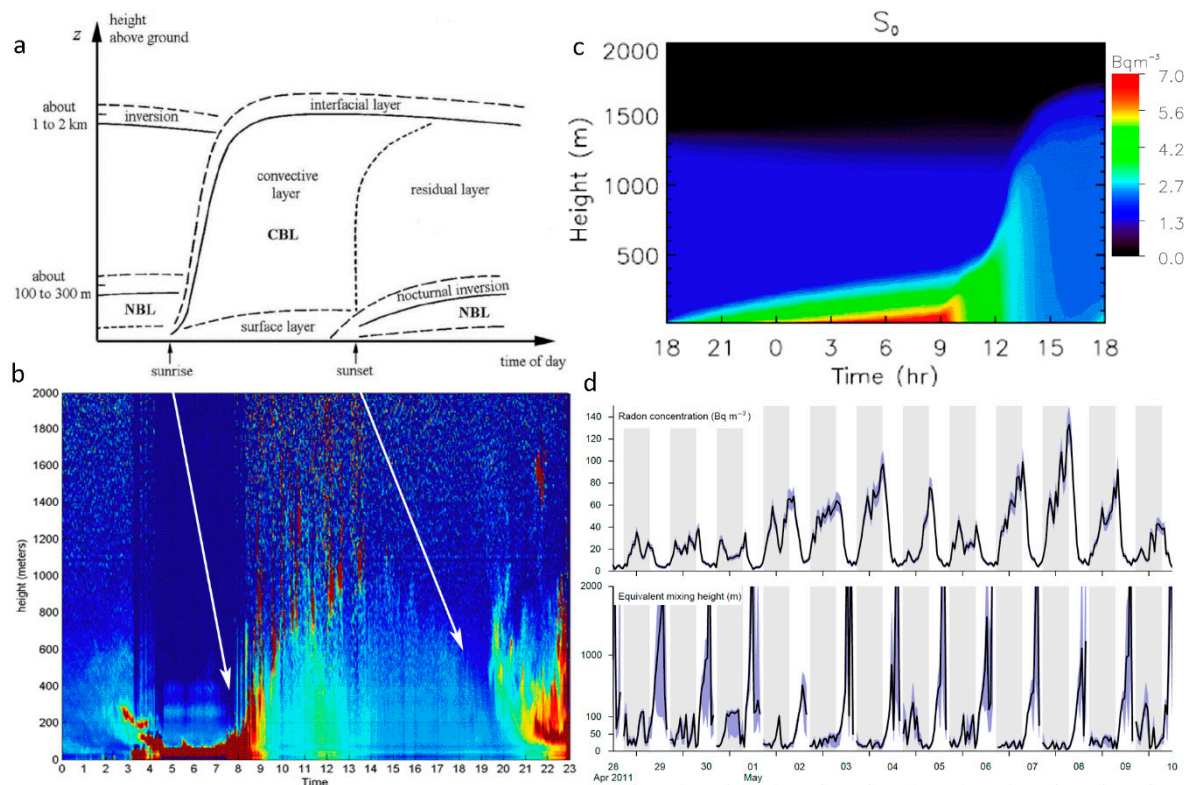 a
z
height
above ground
about
1 to 2 km
inversion
interfacial layer
convective
layer
CBL
residual layer
about
100 to 300 m
NBL
surface layer
nocturnal inversion
NBL
sunrise
sunset
time of day
b
2000
1800
1600
1400
1200
1000
800
600
400
200
0
height (meters)
0 1 2 3 4 5 6 7 8 9 10 11 12 13 14 15 16 17 18 19 20 21 22 23
Time
c
S₀
2000
1500
1000
500
Height (m)
18 21 0 3 6 9 12 15 18
Time (hr)
Bqm⁻³
7.0
5.6
4.2
2.7
1.3
0.0
d
Radon concentration (Bq m⁻³)
140
120
100
80
60
40
20
0
Equivalent mixing height (m)
2000
1000
100
50
0
28 29 30 01 02 03 04 05 06 07 08 09 10
Apr 2011 May